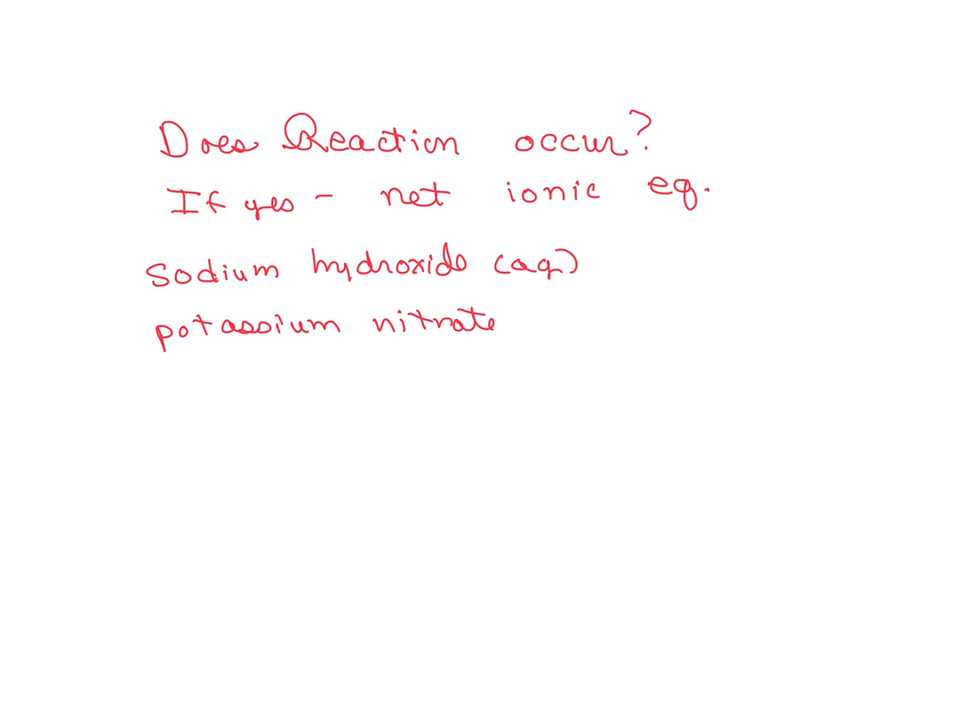 Does Reaction occur?
If yes - net ionic eq.
sodium hydroxide (aq)
potassium nitrate